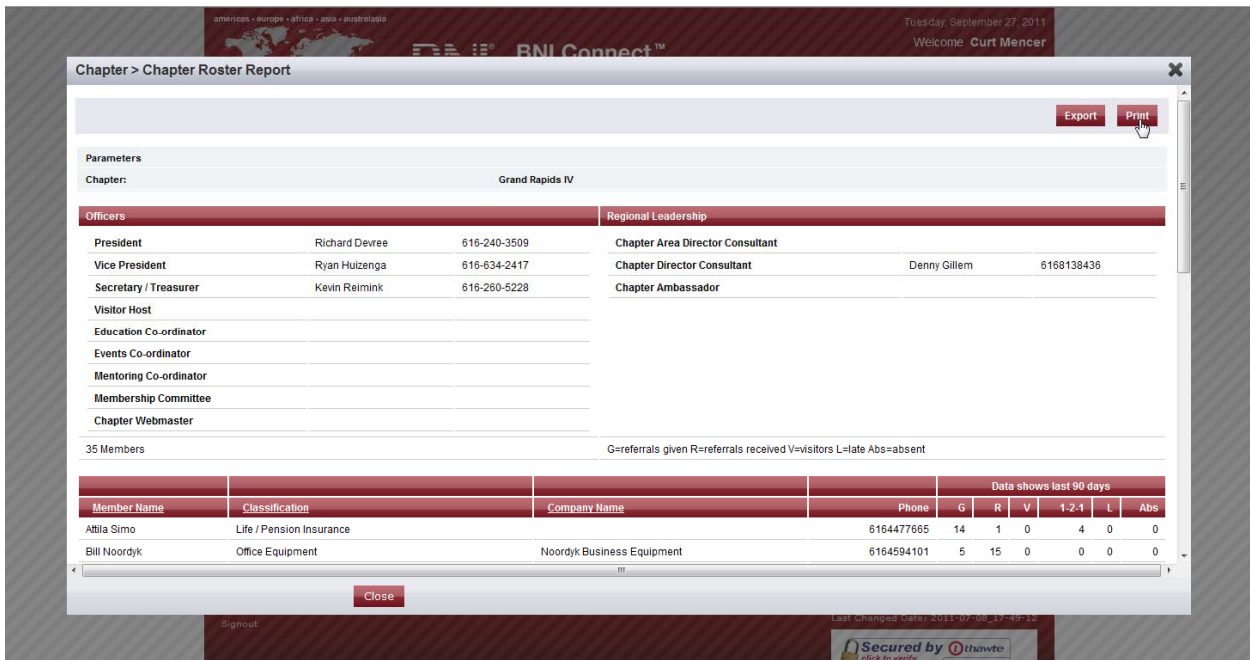 americas - europe - africa - asia - australasia
Tuesday, September 27, 2011
BNI Connect™
Welcome Curt Mencer
Chapter > Chapter Roster Report
Export Print
Parameters
Chapter: Grand Rapids IV
Officers Regional Leadership
President Richard Devree 616-240-3509 Chapter Area Director Consultant
Vice President Ryan Huizenga 616-634-2417 Chapter Director Consultant Denny Gillem 6168138436
Secretary / Treasurer Kevin Reimink 616-260-5228 Chapter Ambassador
Visitor Host
Education Co-ordinator
Events Co-ordinator
Mentoring Co-ordinator
Membership Committee
Chapter Webmaster
35 Members G=referrals given R=referrals received V=visitors L=late Abs=absent
Data shows last 90 days
Member Name Classification Company Name Phone G R V 1-2-1 L Abs
Attila Simo Life / Pension Insurance 6164477665 14 1 0 4 0 0
Bill Noordyk Office Equipment Noordyk Business Equipment 6164594101 5 15 0 0 0 0
Close
Signout
Last Changed Date: 2011-07-08_17-49-12
Secured by thawte
click to verify